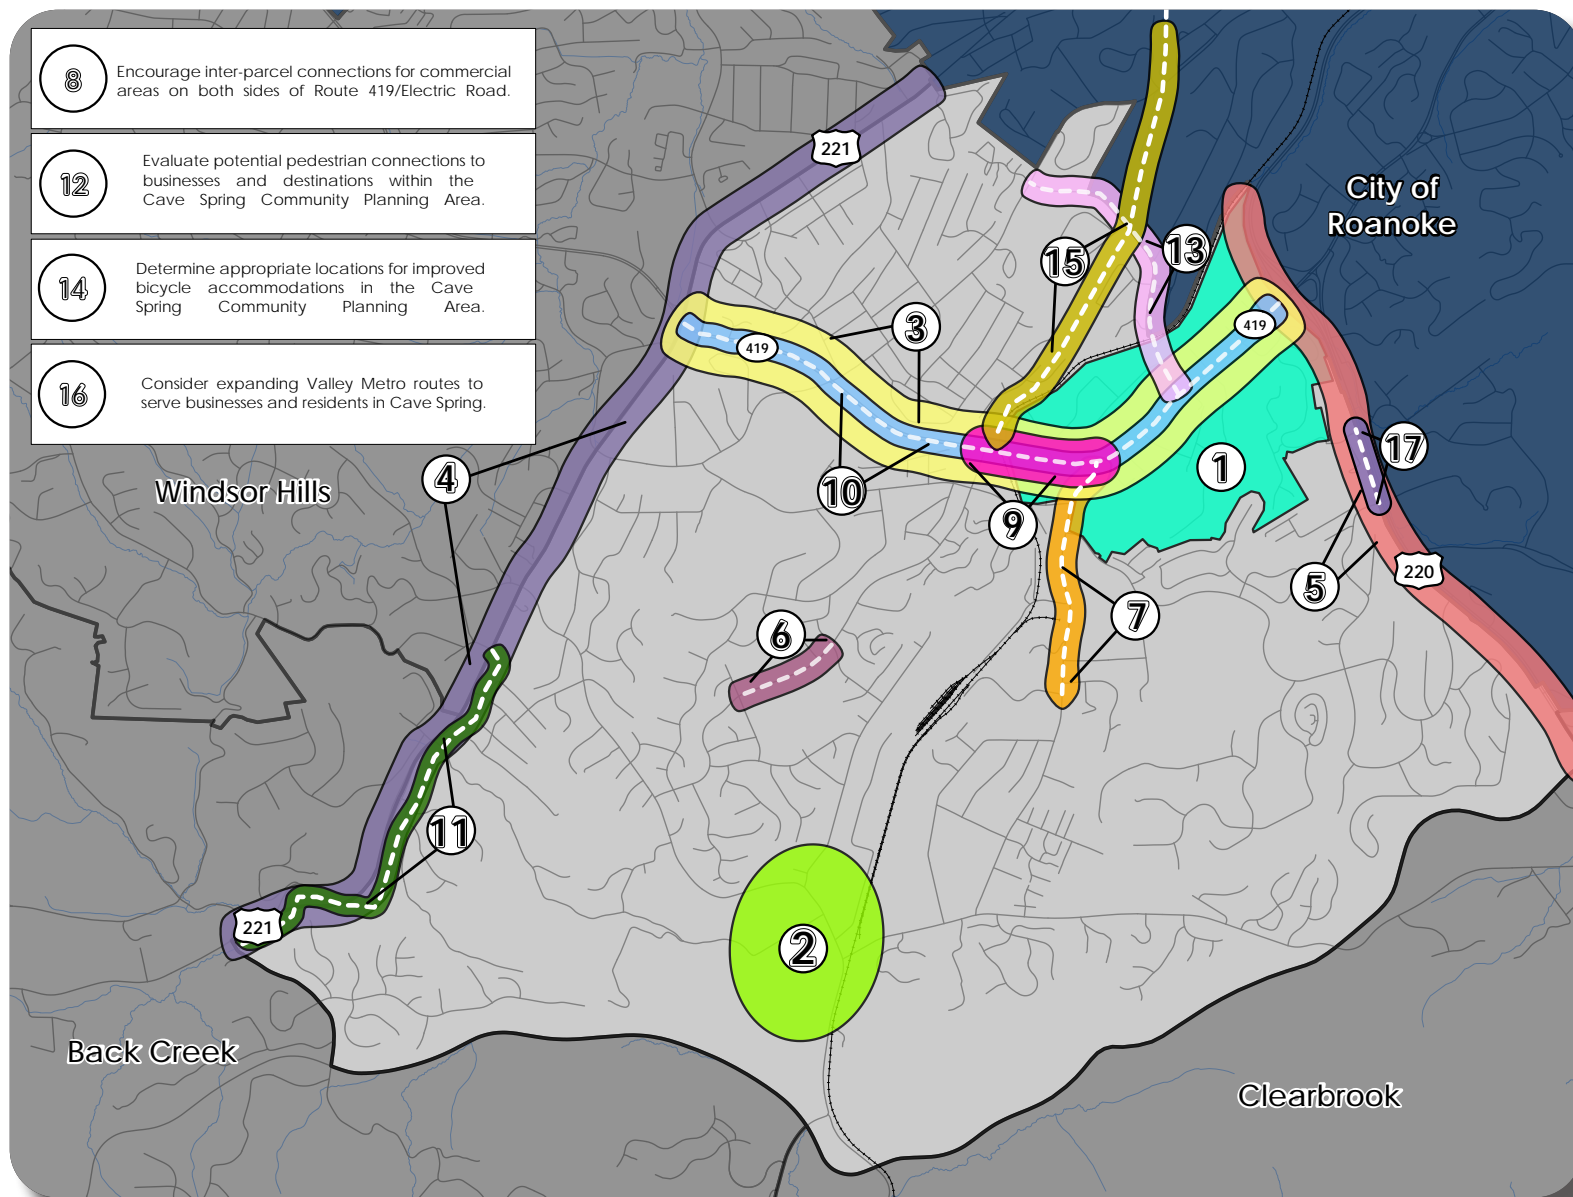 8
Encourage inter-parcel connections for commercial
areas on both sides of Route 419/Electric Road.
12
Evaluate potential pedestrian connections to
businesses and destinations within the
Cave Spring Community Planning Area.
14
Determine appropriate locations for improved
bicycle accommodations in the Cave
Spring Community Planning Area.
16
Consider expanding Valley Metro routes to
serve businesses and residents in Cave Spring.
221
City of
Roanoke
15
13
3
419
419
17
4
1
10
Windsor Hills
9
220
5
7
6
11
221
2
Back Creek
Clearbrook